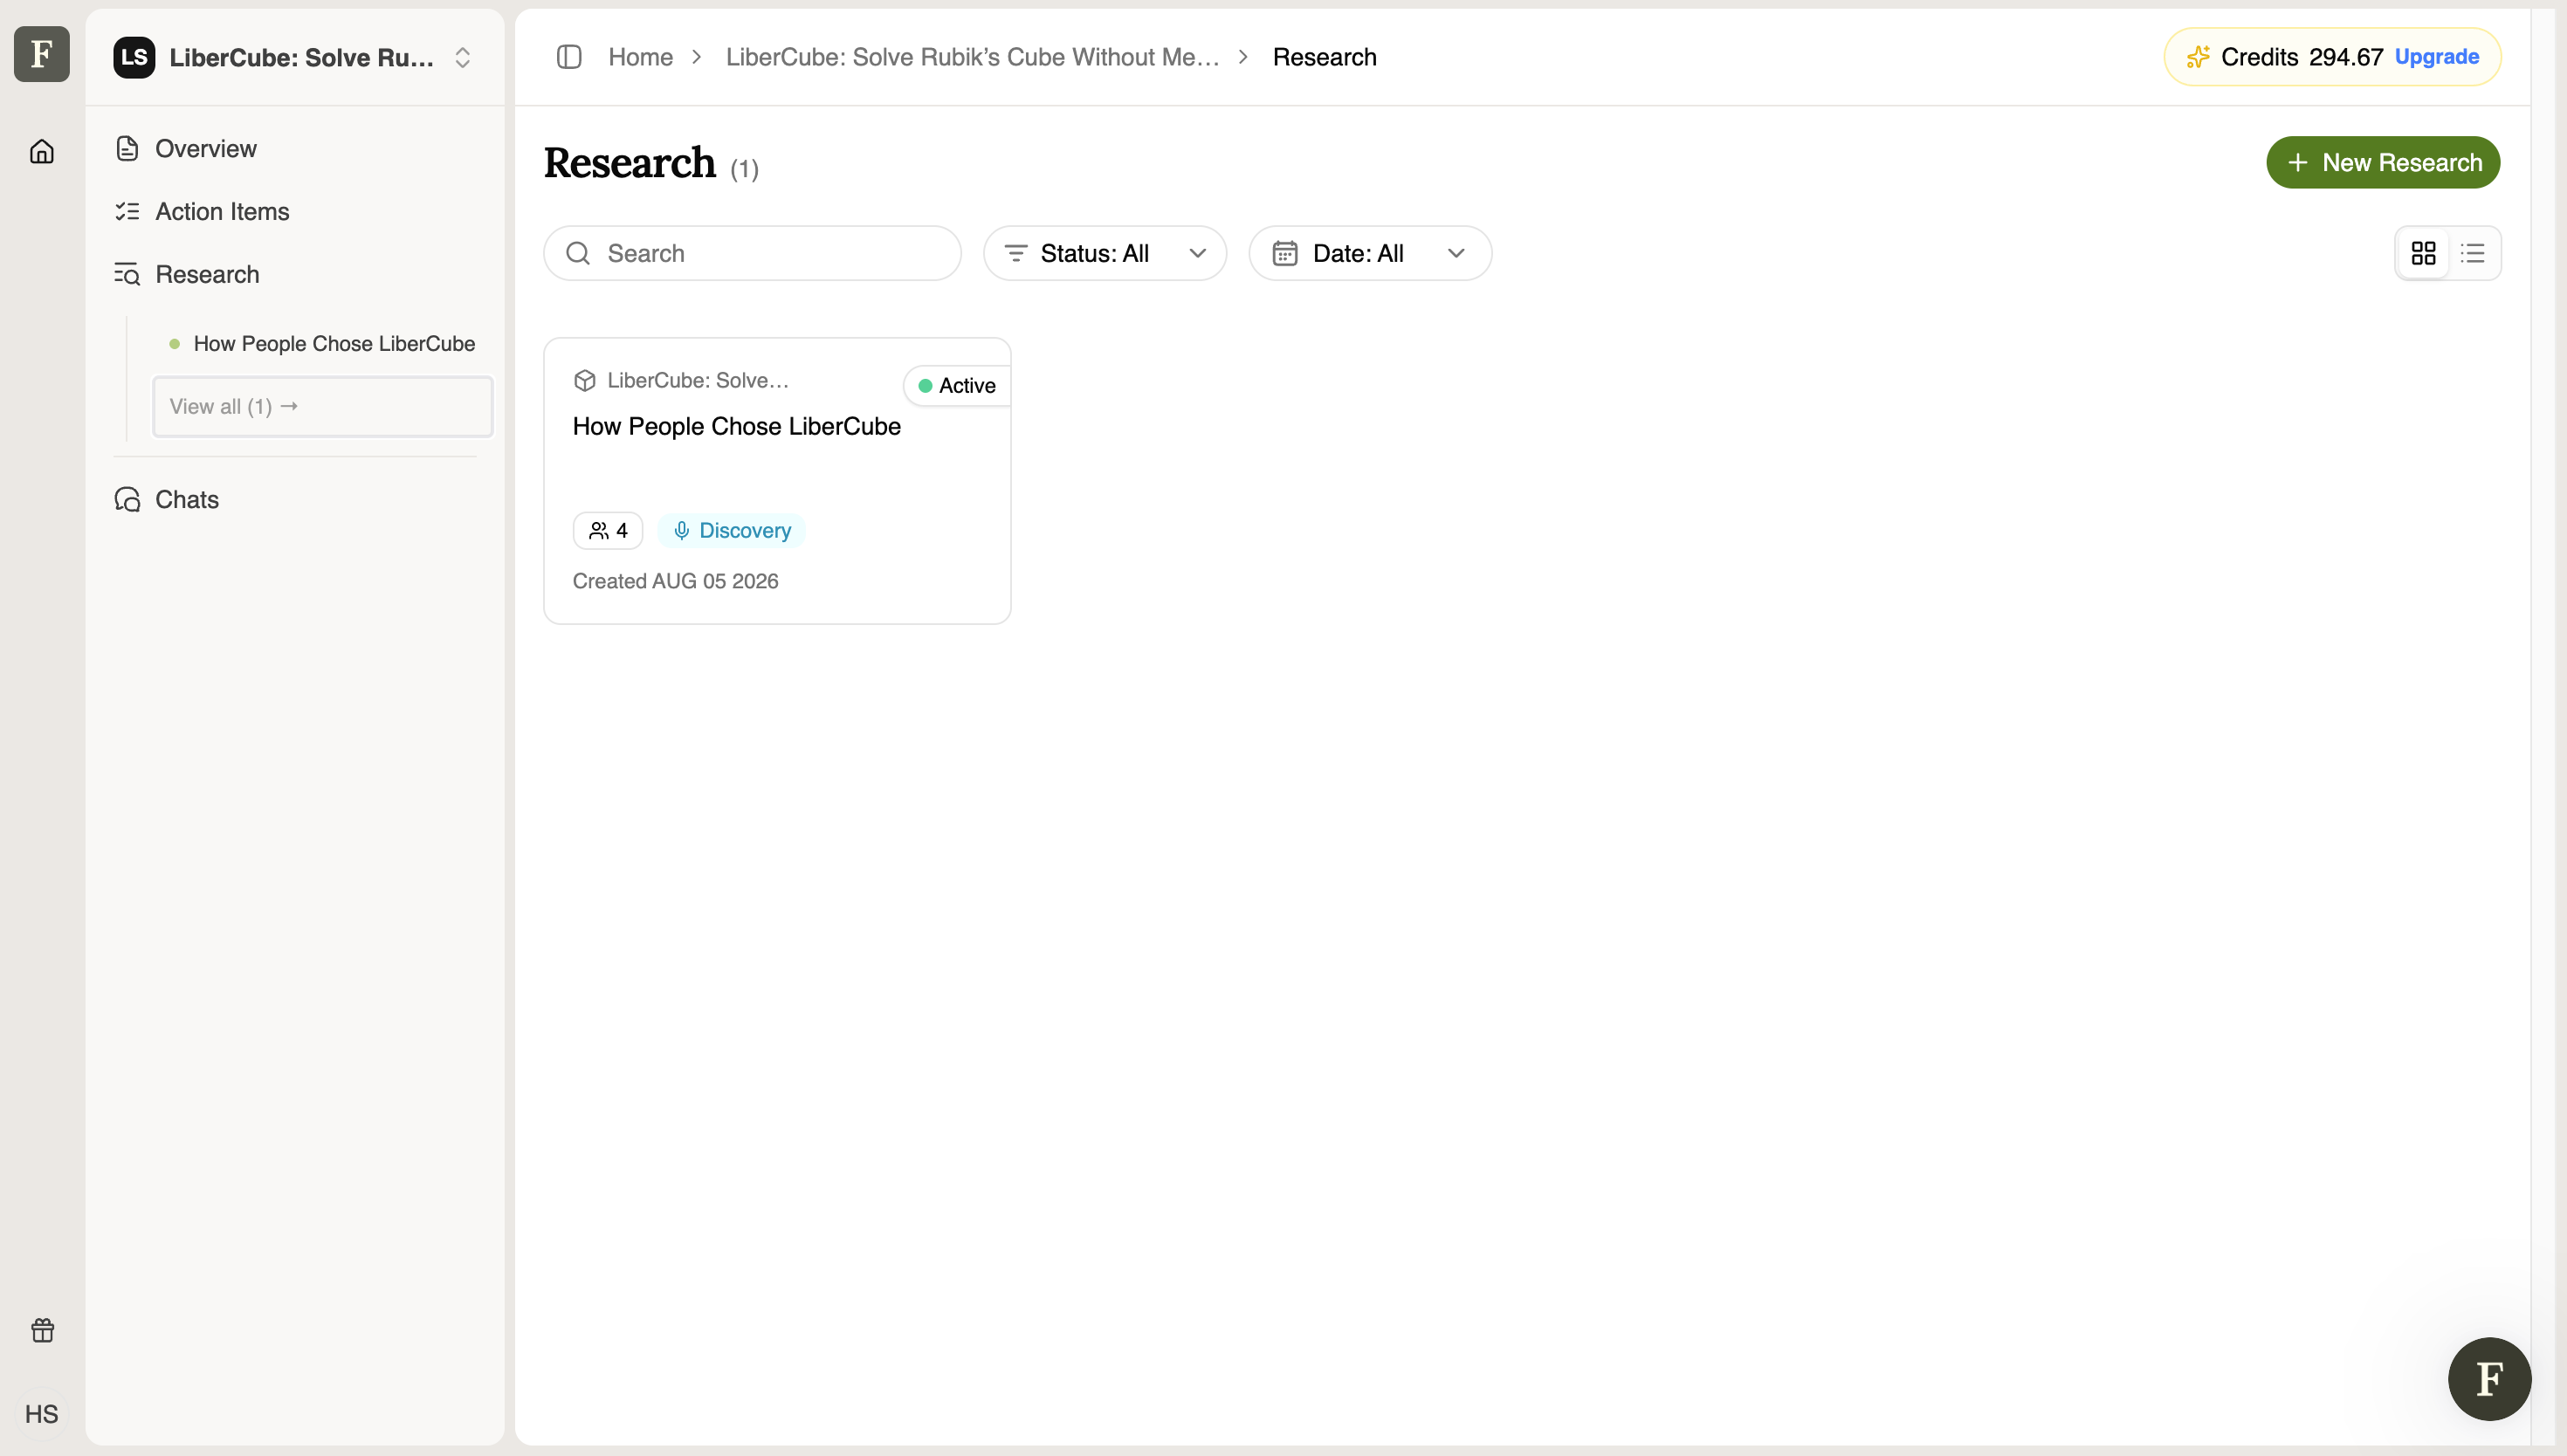 F
LS LiberCube: Solve Ru...
Home > LiberCube: Solve Rubik’s Cube Without Me... > Research
Credits 294.67 Upgrade
Overview
Action Items
Research
How People Chose LiberCube
View all (1) →
Chats
HS
Research (1)
+ New Research
Search
Status: All
Date: All
LiberCube: Solve...
Active
How People Chose LiberCube
4
Discovery
Created AUG 05 2026
F